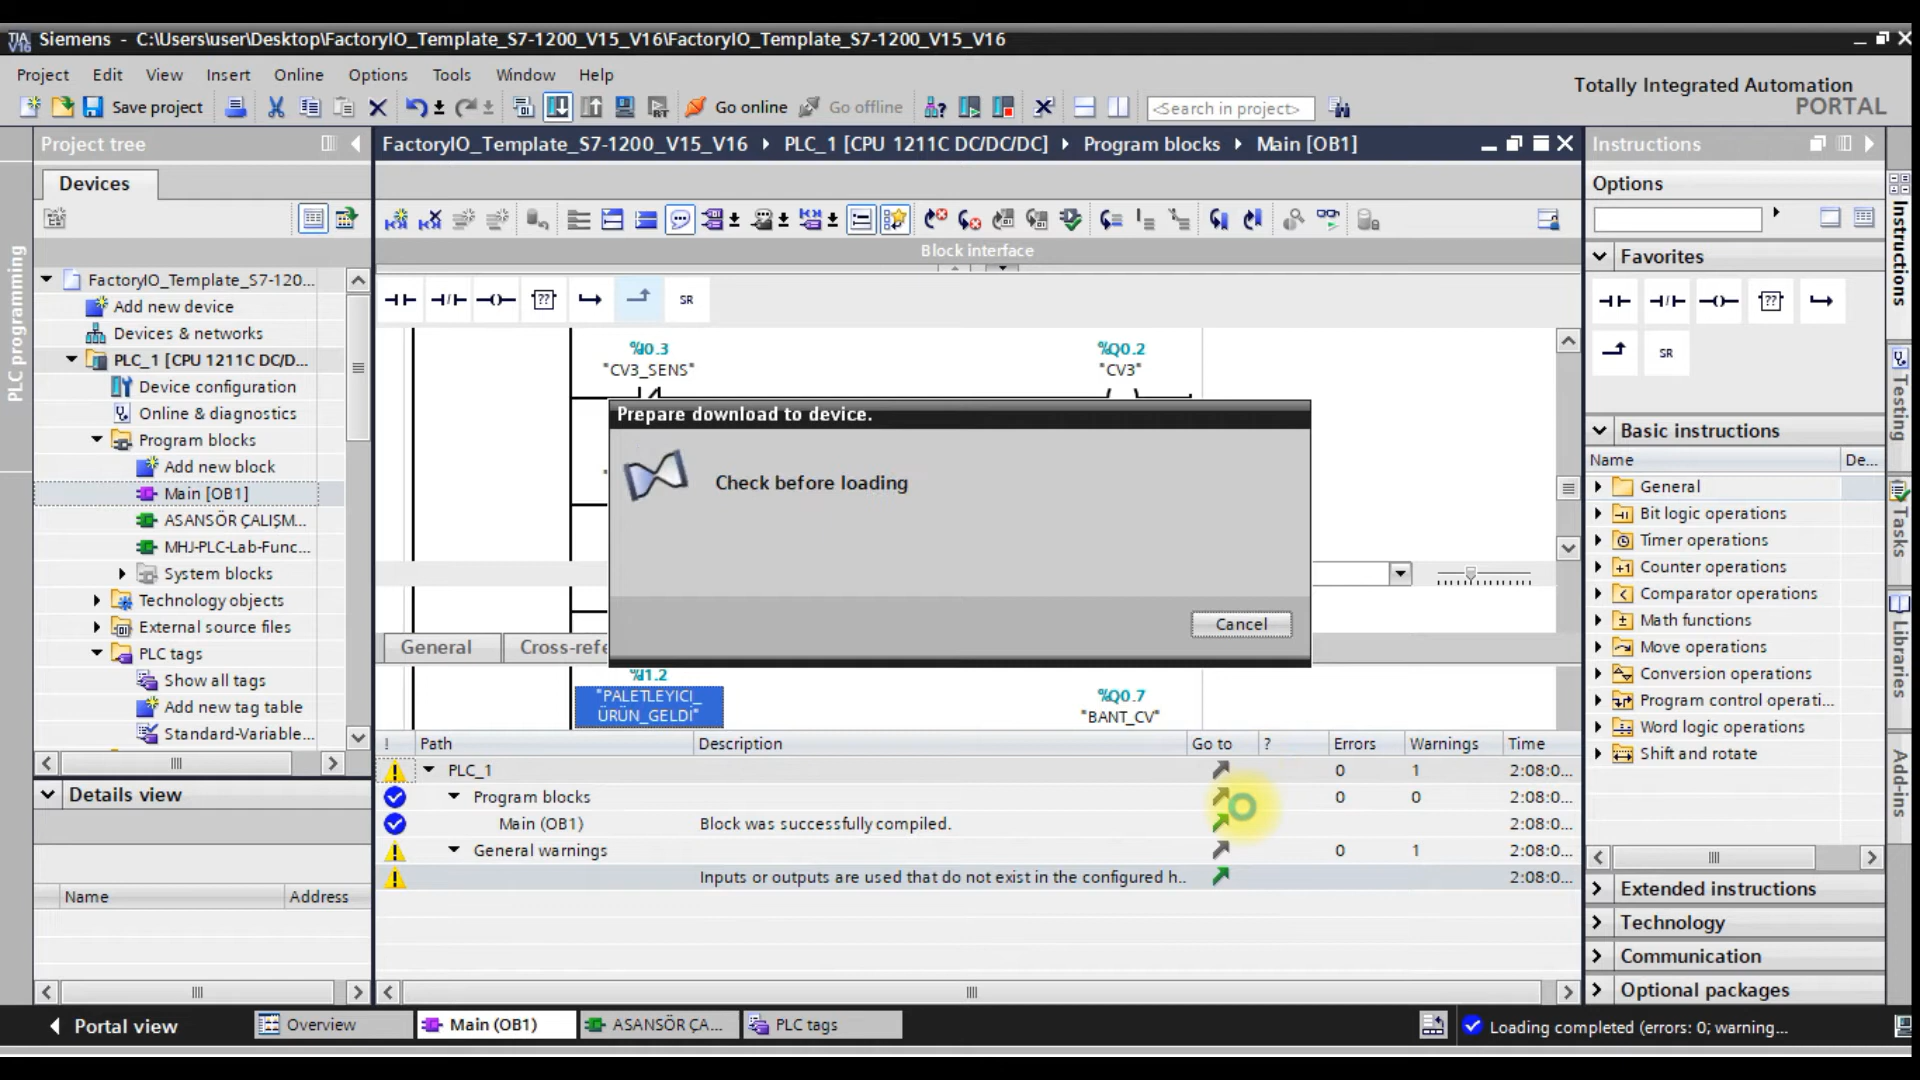 TIA V16 Siemens - C:\Users\user\Desktop\FactoryIO_Template_S7-1200_V15_V16\FactoryIO_Template_S7-1200_V15_V16
Project Edit View Insert Online Options Tools Window Help
Totally Integrated Automation
PORTAL
Save project
Go online
Go offline
<Search in project>
Project tree
FactoryIO_Template_S7-1200_V15_V16 PLC_1 [CPU 1211C DC/DC/DC] Program blocks Main [OB1]
Instructions
Devices
Options
PLC programming
Block interface
FactoryIO_Template_S7-120...
Add new device
Devices & networks
PLC_1 [CPU 1211C DC/D...
Device configuration
Online & diagnostics
Program blocks
Add new block
Main [OB1]
ASANSÖR ÇALIŞM...
MHJ-PLC-Lab-Func...
System blocks
Technology objects
External source files
PLC tags
Show all tags
Add new tag table
Standard-Variable...
Details view
Name Address
??
SR
%I0.3
"CV3_SENS"
%Q0.2
"CV3"
Prepare download to device.
Check before loading
Cancel
General
Cross-refe
%I1.2
"PALETLEYICI_
ÜRÜN_GELDİ"
%Q0.7
"BANT_CV"
! Path Description Go to ? Errors Warnings Time
PLC_1 0 1 2:08:0...
Program blocks 0 0 2:08:0...
Main (OB1) Block was successfully compiled. 2:08:0...
General warnings 0 1 2:08:0...
Inputs or outputs are used that do not exist in the configured h.. 2:08:0...
Favorites
??
SR
Basic instructions
Name De...
General
Bit logic operations
Timer operations
Counter operations
Comparator operations
Math functions
Move operations
Conversion operations
Program control operati...
Word logic operations
Shift and rotate
Extended instructions
Technology
Communication
Optional packages
Instructions
Testing
Tasks
Libraries
Add-ins
Portal view
Overview
Main (OB1)
ASANSÖR ÇA...
PLC tags
Loading completed (errors: 0; warning...